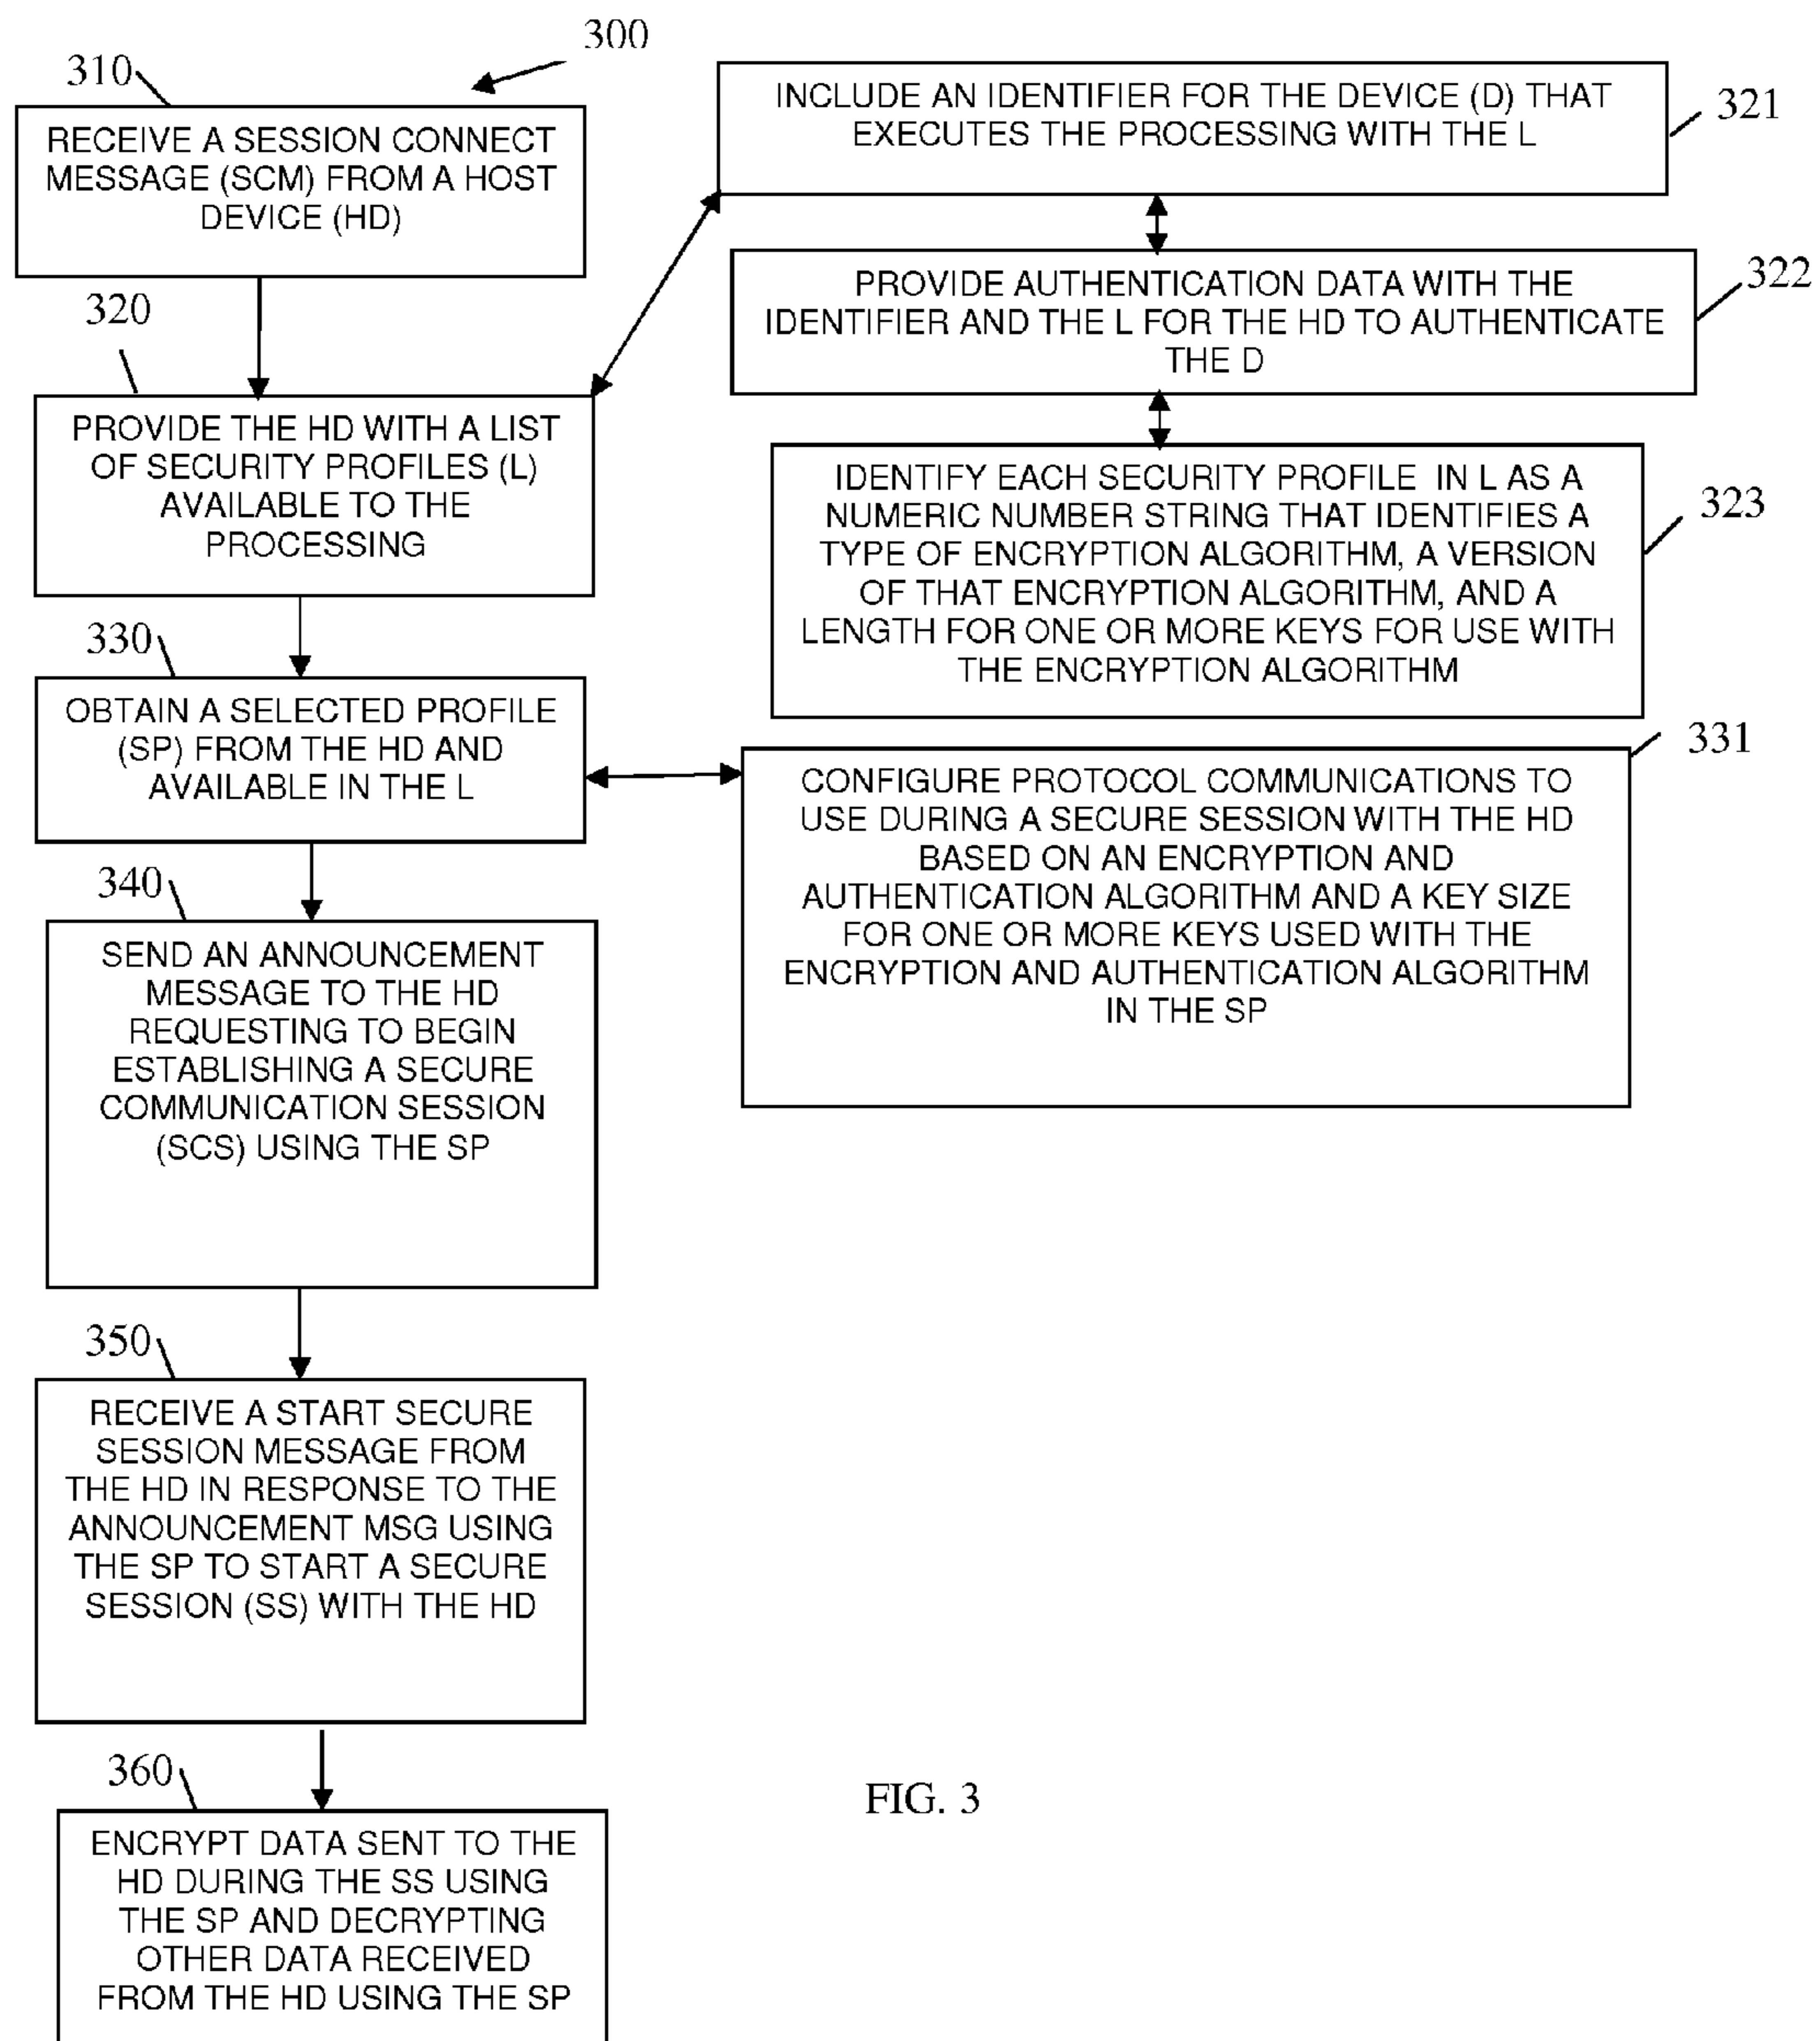 300
310
RECEIVE A SESSION CONNECT
MESSAGE (SCM) FROM A HOST
DEVICE (HD)
320
PROVIDE THE HD WITH A LIST
OF SECURITY PROFILES (L)
AVAILABLE TO THE
PROCESSING
321
INCLUDE AN IDENTIFIER FOR THE DEVICE (D) THAT
EXECUTES THE PROCESSING WITH THE L
322
PROVIDE AUTHENTICATION DATA WITH THE
IDENTIFIER AND THE L FOR THE HD TO AUTHENTICATE
THE D
323
IDENTIFY EACH SECURITY PROFILE IN L AS A
NUMERIC NUMBER STRING THAT IDENTIFIES A
TYPE OF ENCRYPTION ALGORITHM, A VERSION
OF THAT ENCRYPTION ALGORITHM, AND A
LENGTH FOR ONE OR MORE KEYS FOR USE WITH
THE ENCRYPTION ALGORITHM
330
OBTAIN A SELECTED PROFILE
(SP) FROM THE HD AND
AVAILABLE IN THE L
331
CONFIGURE PROTOCOL COMMUNICATIONS TO
USE DURING A SECURE SESSION WITH THE HD
BASED ON AN ENCRYPTION AND
AUTHENTICATION ALGORITHM AND A KEY SIZE
FOR ONE OR MORE KEYS USED WITH THE
ENCRYPTION AND AUTHENTICATION ALGORITHM
IN THE SP
340
SEND AN ANNOUNCEMENT
MESSAGE TO THE HD
REQUESTING TO BEGIN
ESTABLISHING A SECURE
COMMUNICATION SESSION
(SCS) USING THE SP
350
RECEIVE A START SECURE
SESSION MESSAGE FROM
THE HD IN RESPONSE TO THE
ANNOUNCEMENT MSG USING
THE SP TO START A SECURE
SESSION (SS) WITH THE HD
360
ENCRYPT DATA SENT TO THE
HD DURING THE SS USING
THE SP AND DECRYPTING
OTHER DATA RECEIVED
FROM THE HD USING THE SP
FIG. 3